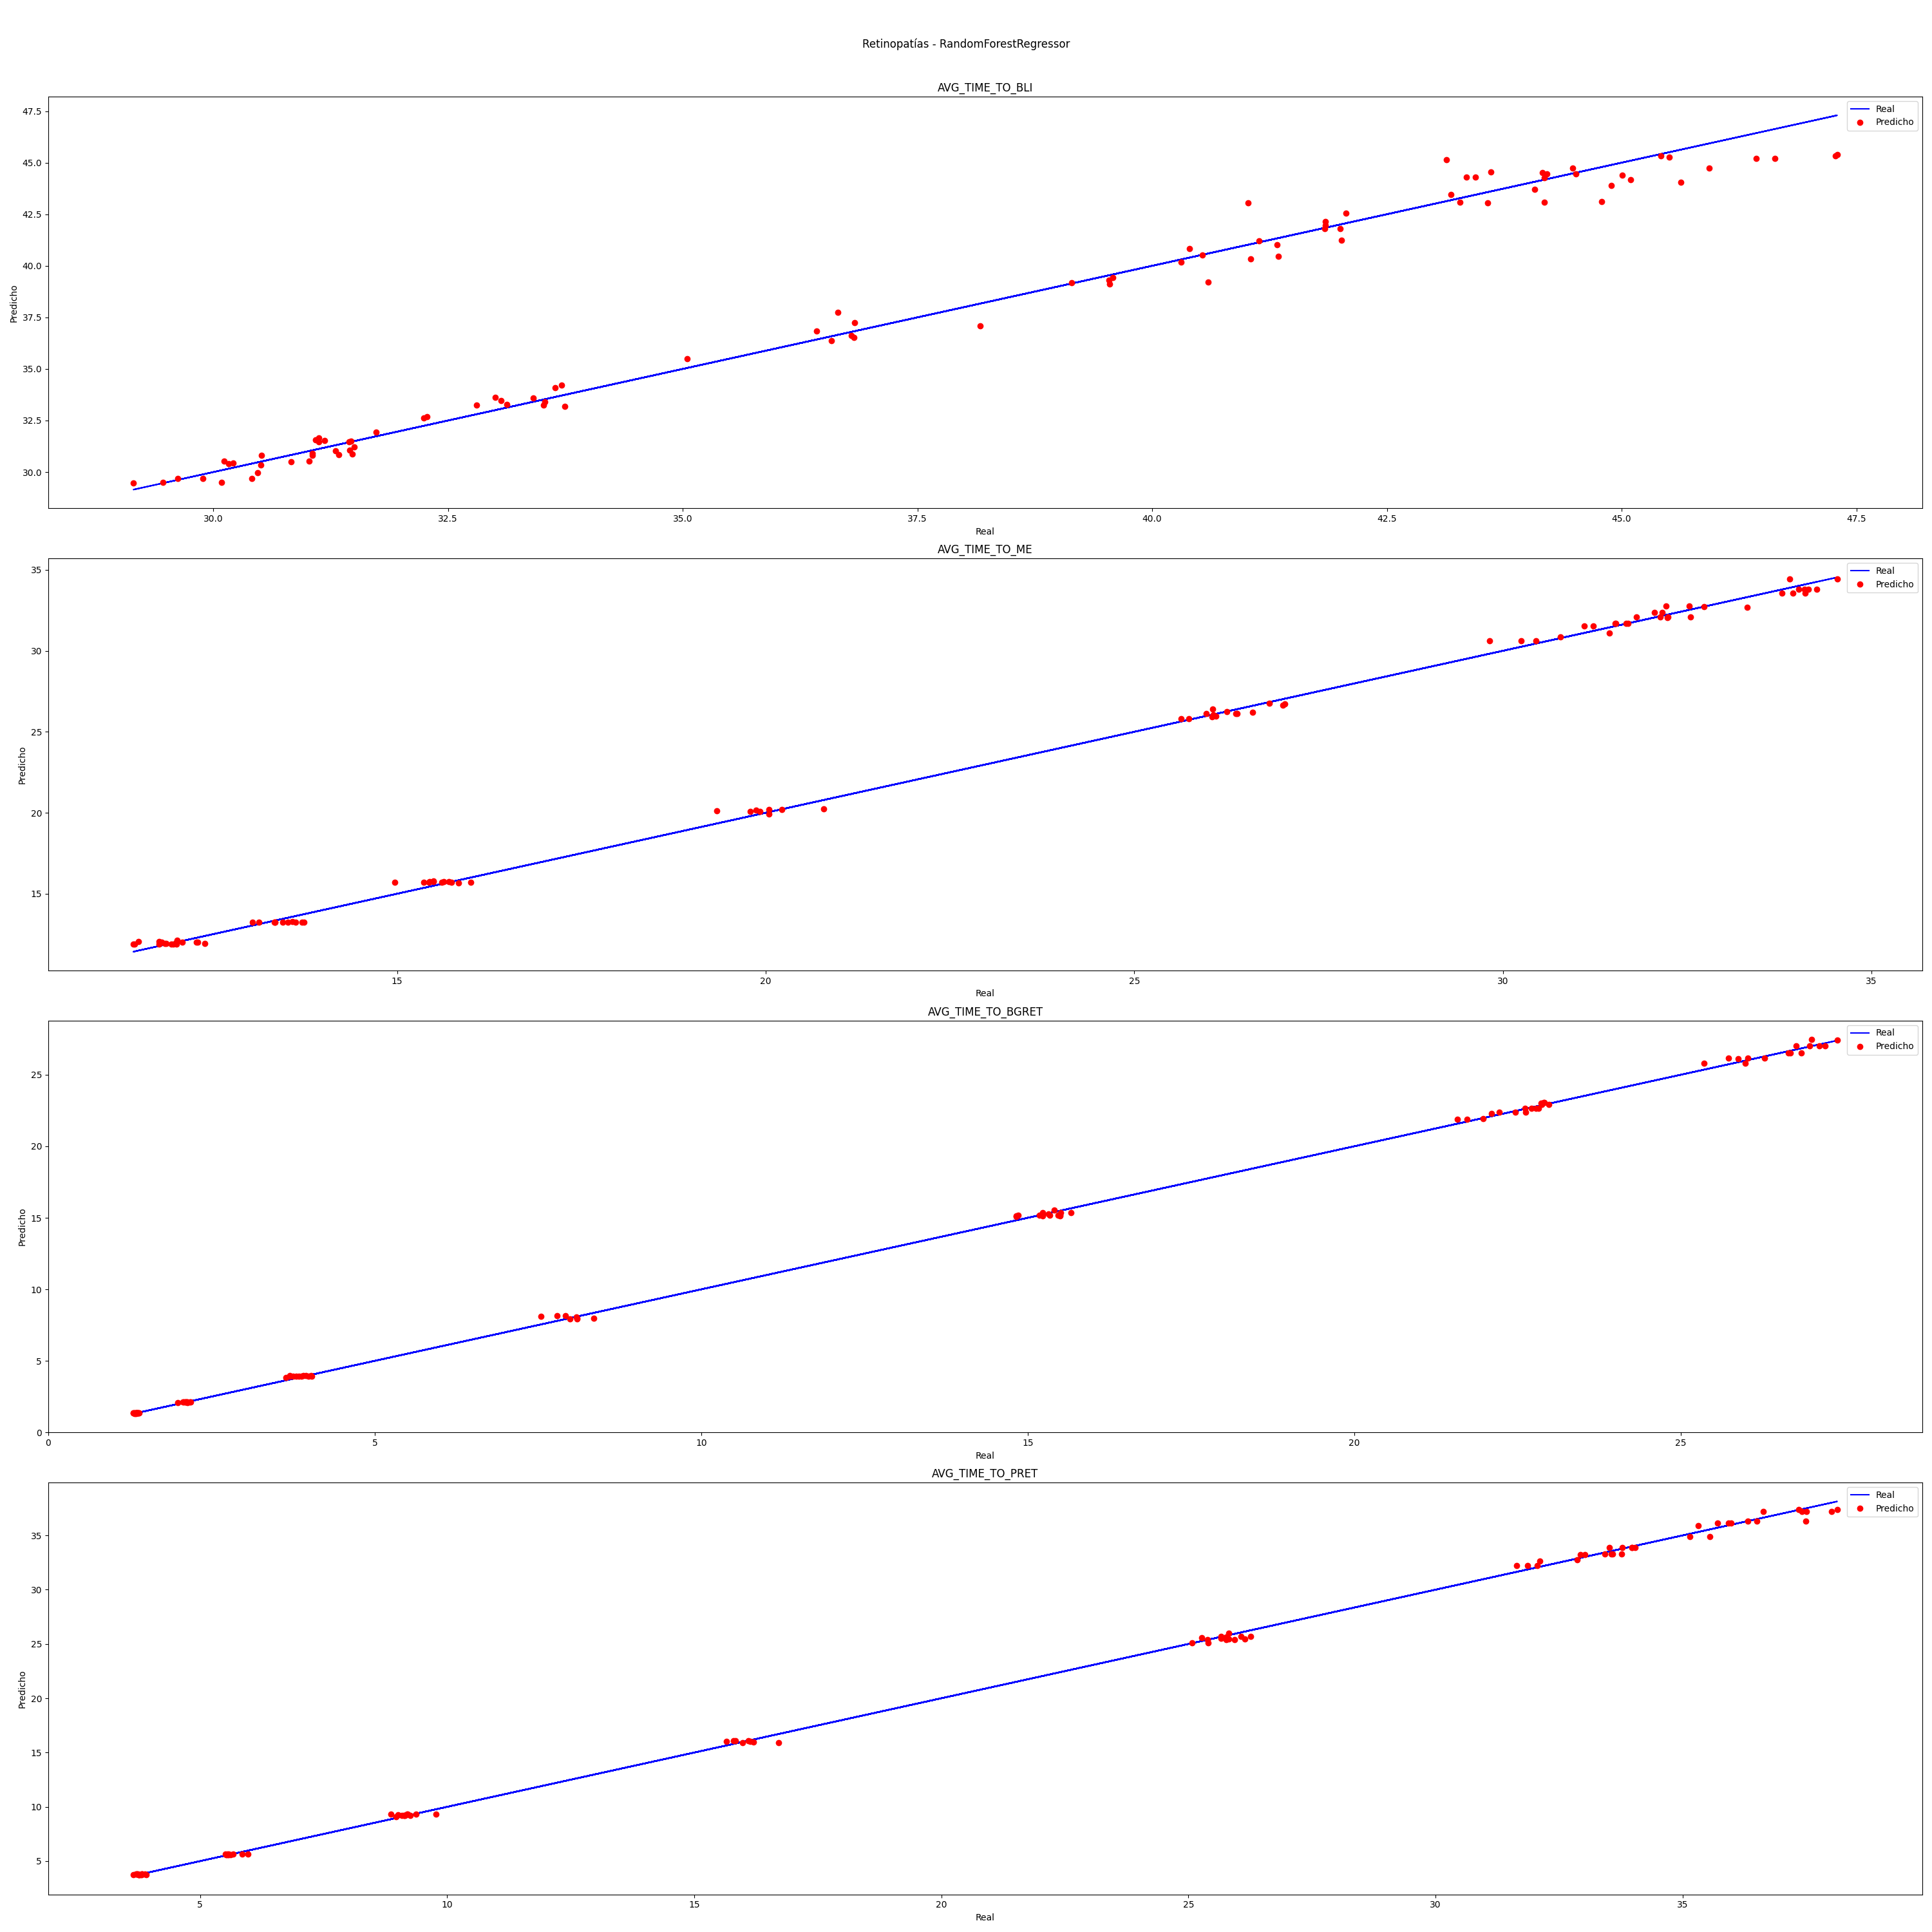 Retinopatías - RandomForestRegressor
AVG_TIME_TO_BLI
47.5
45.0
42.5
40.0
37.5
35.0
32.5
30.0
Predicho
Real
Predicho
30.0 32.5 35.0 37.5 40.0 42.5 45.0 47.5
Real
AVG_TIME_TO_ME
35
30
25
20
15
Predicho
Real
Predicho
15 20 25 30 35
Real
AVG_TIME_TO_BGRET
25
20
15
10
5
0
Predicho
Real
Predicho
0 5 10 15 20 25
Real
AVG_TIME_TO_PRET
35
30
25
20
15
10
5
Predicho
Real
Predicho
5 10 15 20 25 30 35
Real